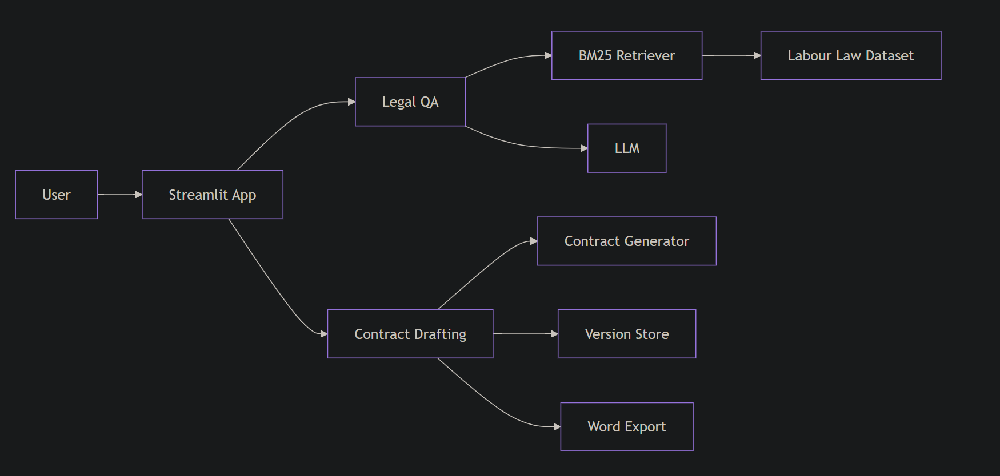 BM25 Retriever
Labour Law Dataset
Legal QA
LLM
User
Streamlit App
Contract Generator
Contract Drafting
Version Store
Word Export